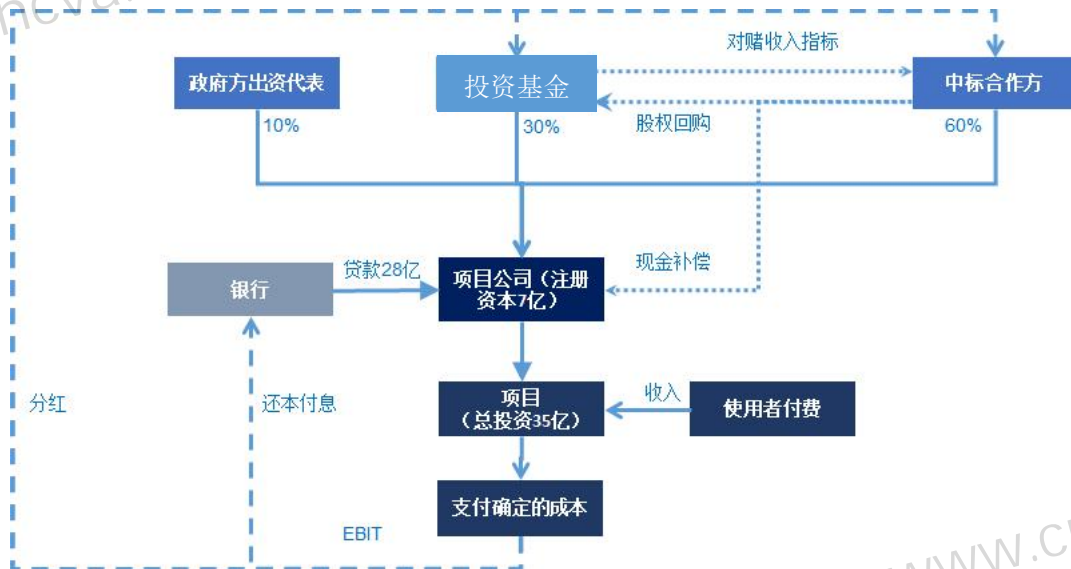 对赌收入指标
政府方出资代表
投资基金
中标合作方
10%
30%
股权回购
60%
现金补偿
贷款28亿
银行
项目公司（注册
资本7亿）
分红
还本付息
项目
（总投资35亿）
收入
使用者付费
支付确定的成本
EBIT